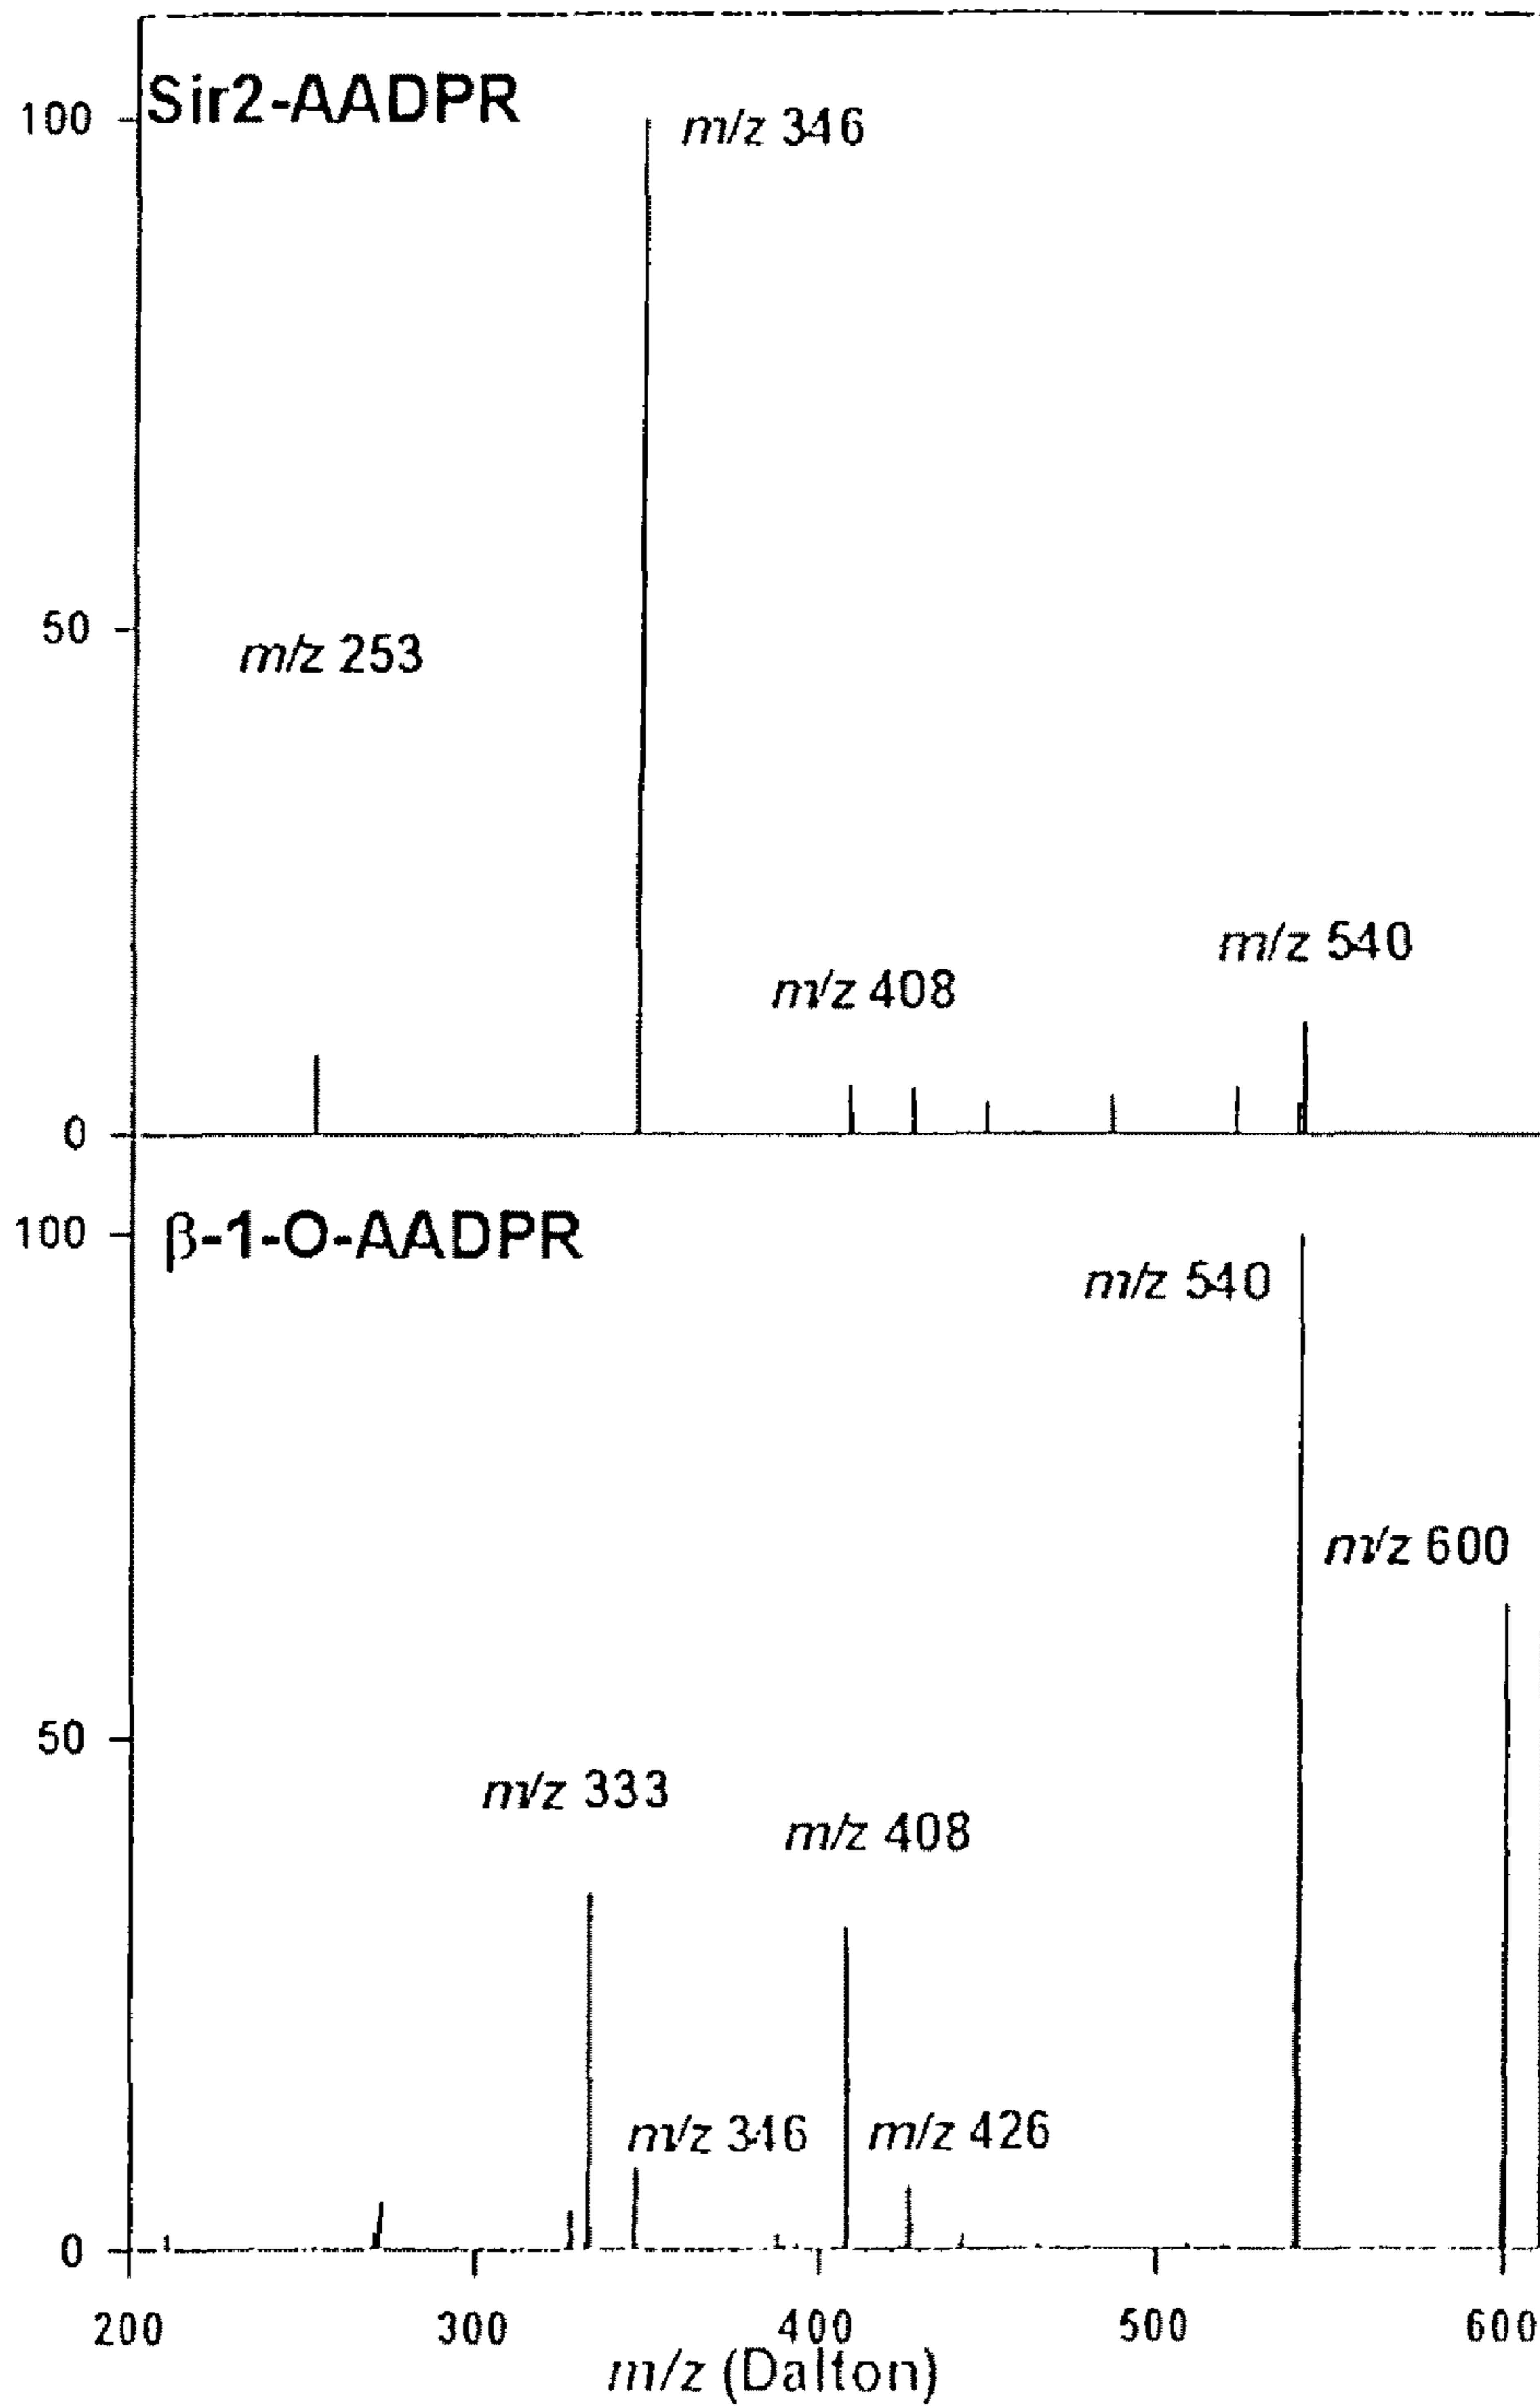 Sir2-AADPR
100
m/z 346
50
m/z 253
m/z 540
m/z 408
0
β-1-O-AADPR
100
m/z 540
m/z 600
50
m/z 333
m/z 408
m/z 346
m/z 426
0
200 300 400 500 600
m/z (Dalton)